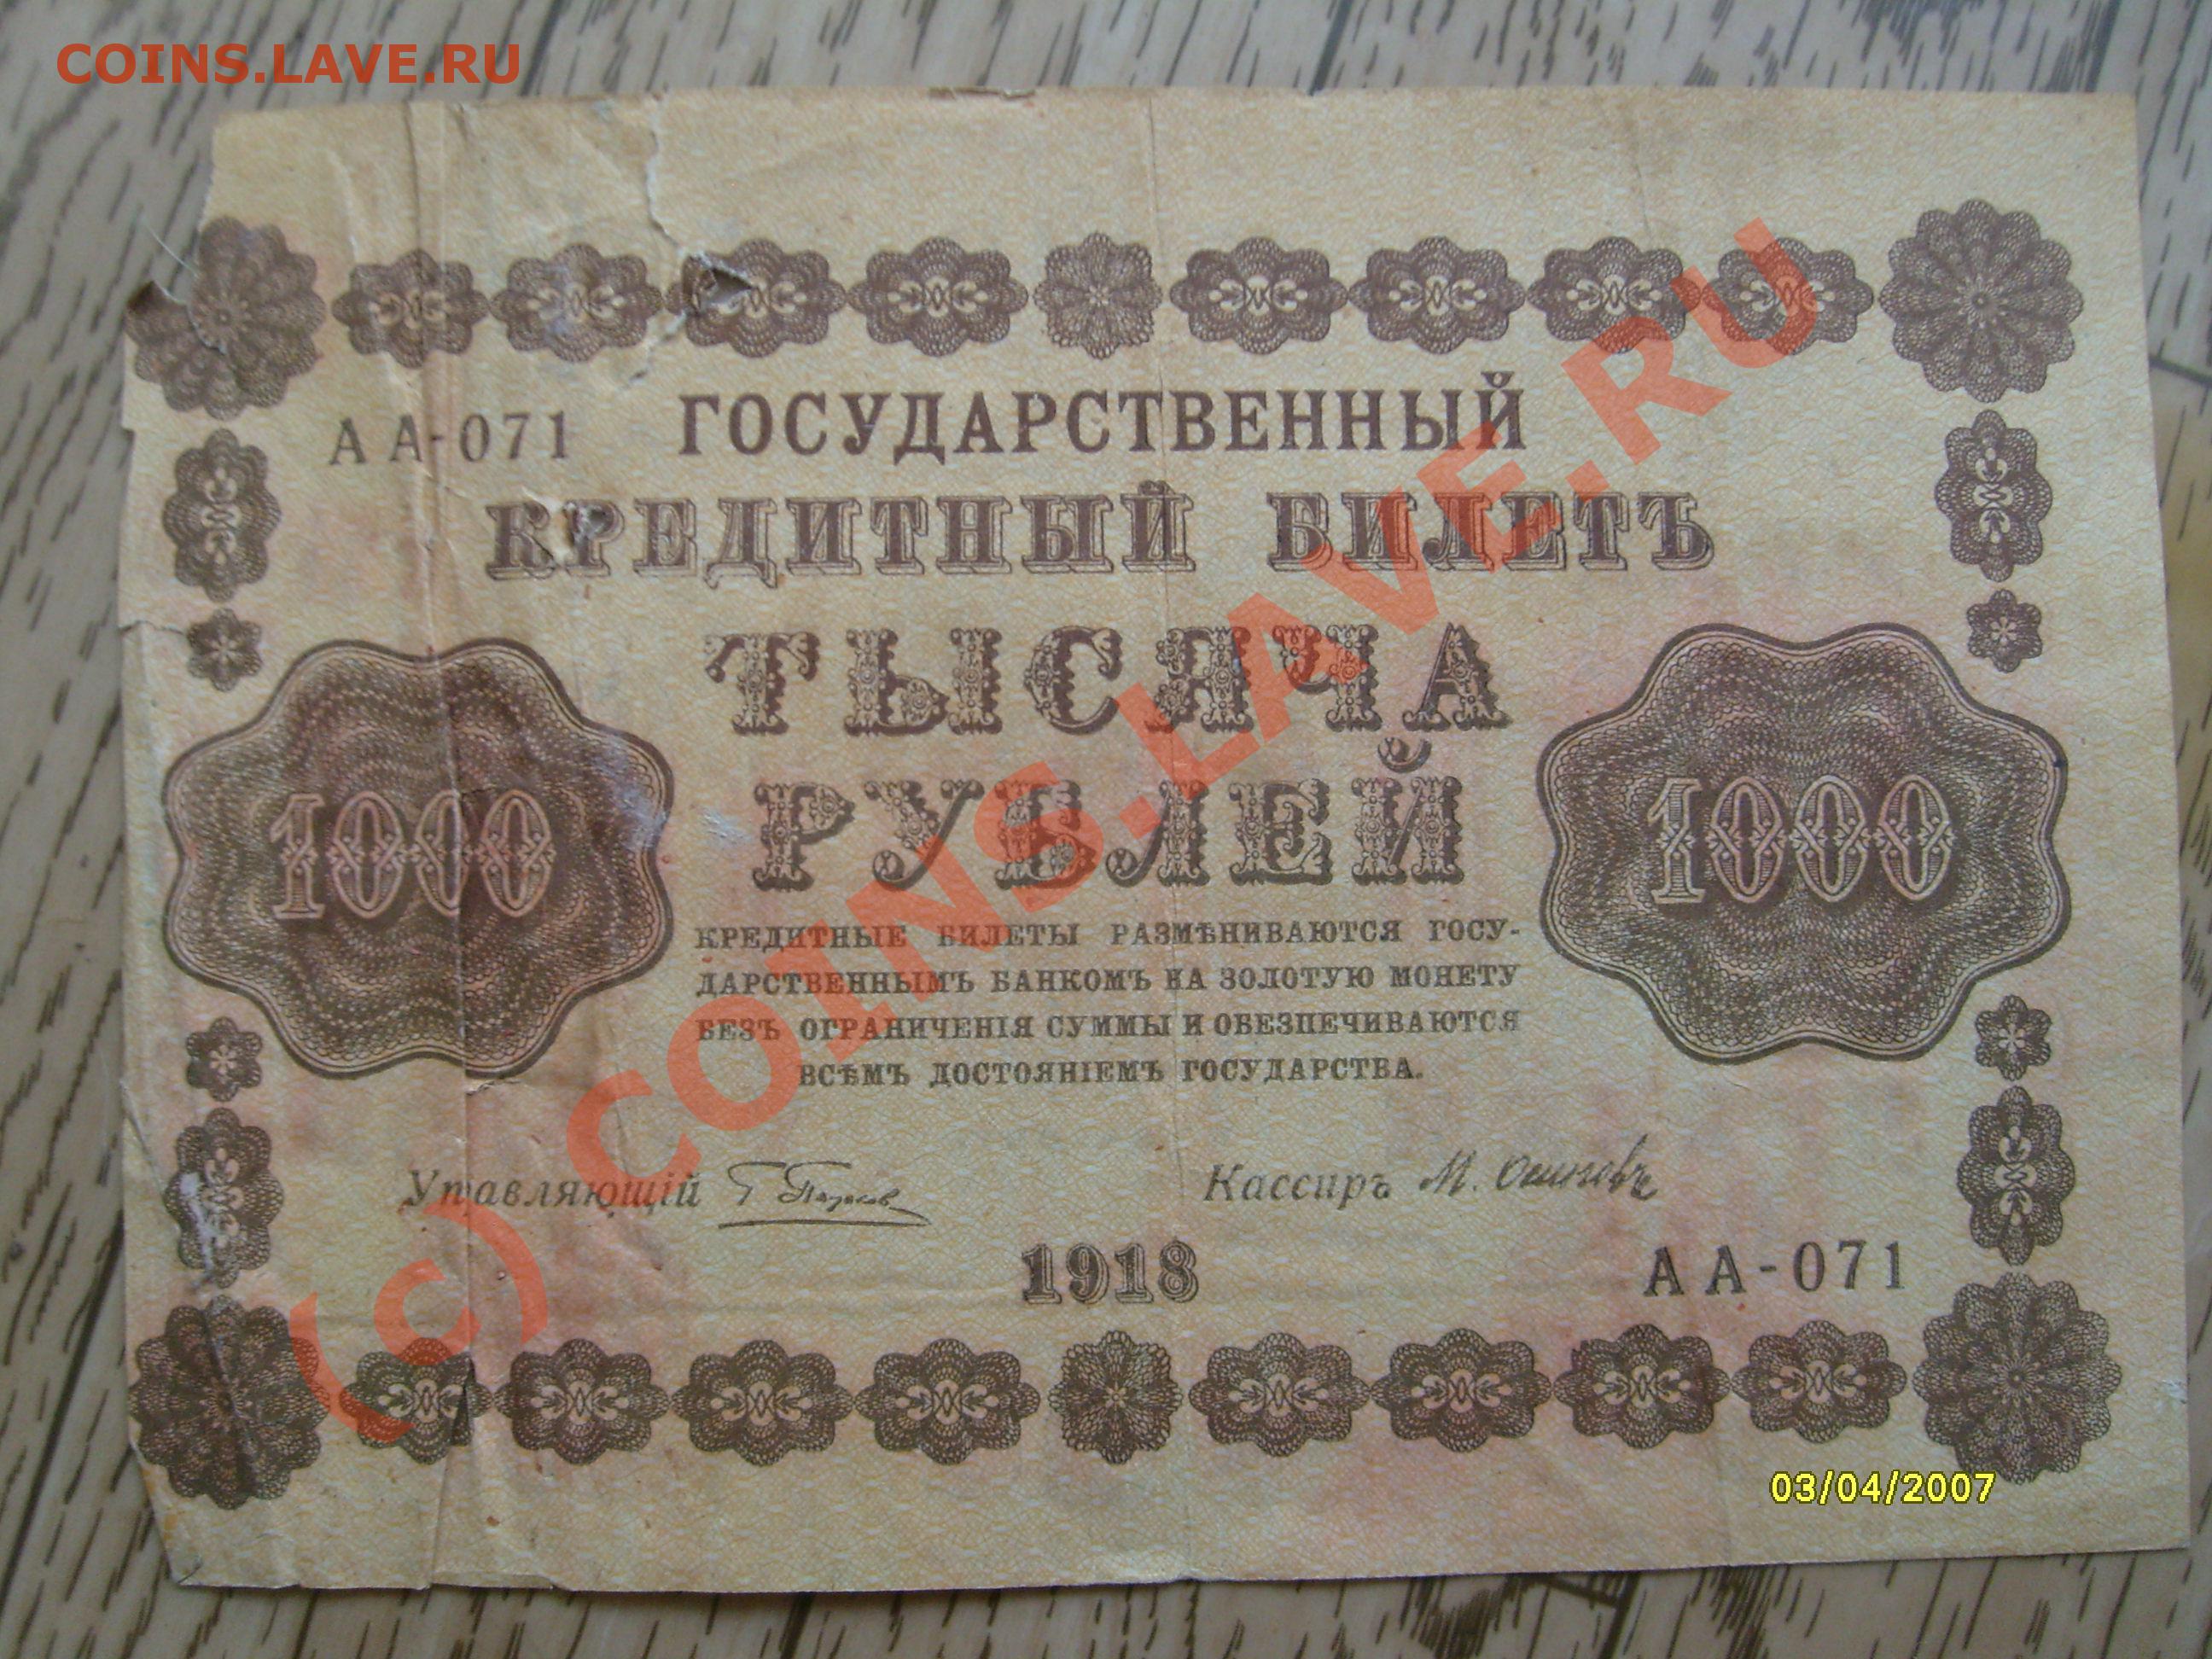 COINS.LAVE.RU
АА-071
ГОСУДАРСТВЕННЫЙ
КРЕДИТНЫЙ БИЛЕТЪ
ТЫСЯЧА
РУБЛЕЙ
1000
1000
КРЕДИТНЫЕ БИЛЕТЫ РАЗМѢНИВАЮТСЯ ГОСУ-
ДАРСТВЕННЫМЪ БАНКОМЪ НА ЗОЛОТУЮ МОНЕТУ
БЕЗЪ ОГРАНИЧЕНІЯ СУММЫ И ОБЕЗПЕЧИВАЮТСЯ
ВСѢМЪ ДОСТОЯНІЕМЪ ГОСУДАРСТВА.
Управляющій
Кассиръ М. Осиповъ
1918
АА-071
(c) COINS.LAVE.RU
03/04/2007